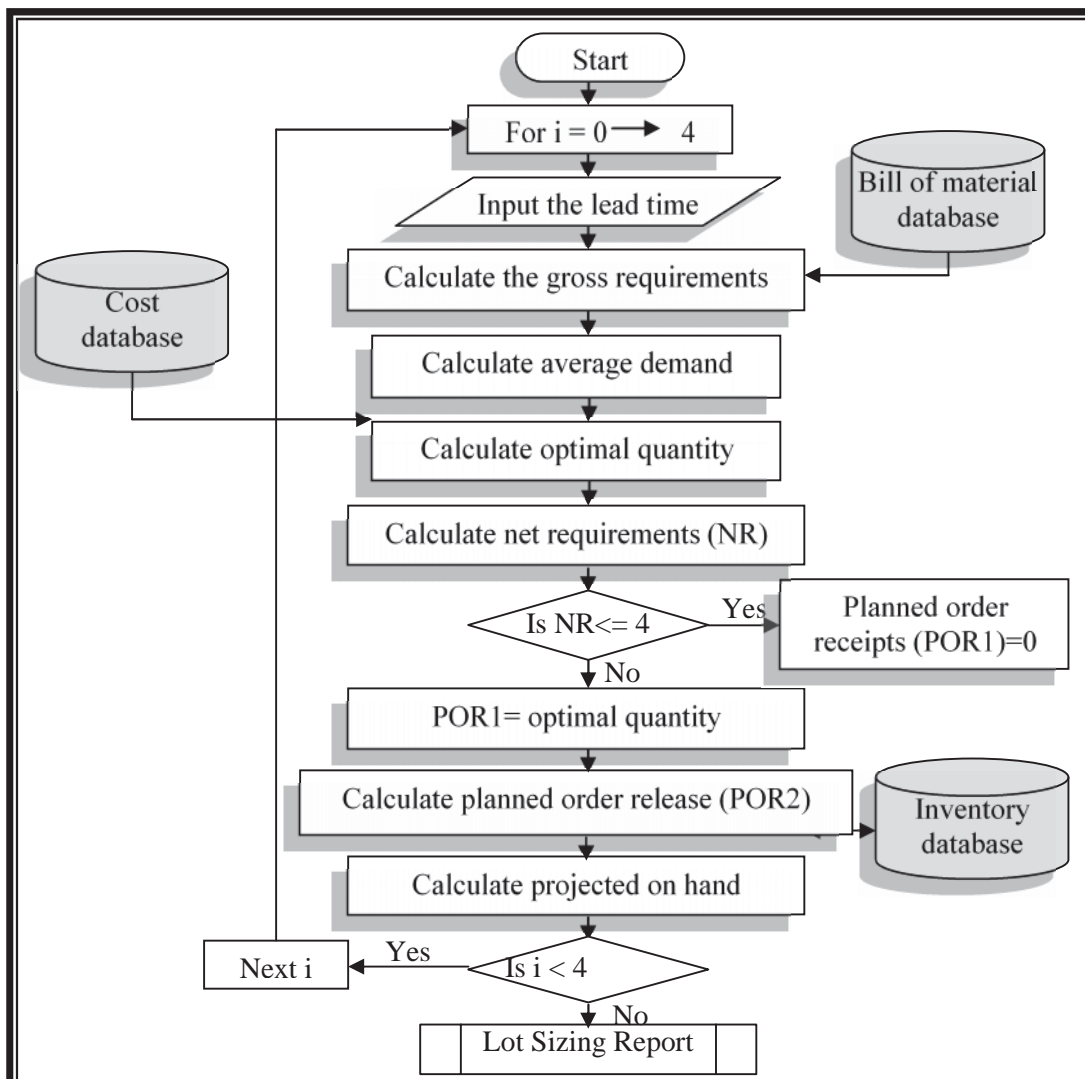 Start
For i = 0 → 4
Input the lead time
Bill of material
database
Calculate the gross requirements
Cost
database
Calculate average demand
Calculate optimal quantity
Calculate net requirements (NR)
Is NR<= 4
Yes
Planned order
receipts (POR1)=0
No
POR1= optimal quantity
Calculate planned order release (POR2)
Inventory
database
Calculate projected on hand
Is i < 4
Yes
Next i
No
Lot Sizing Report